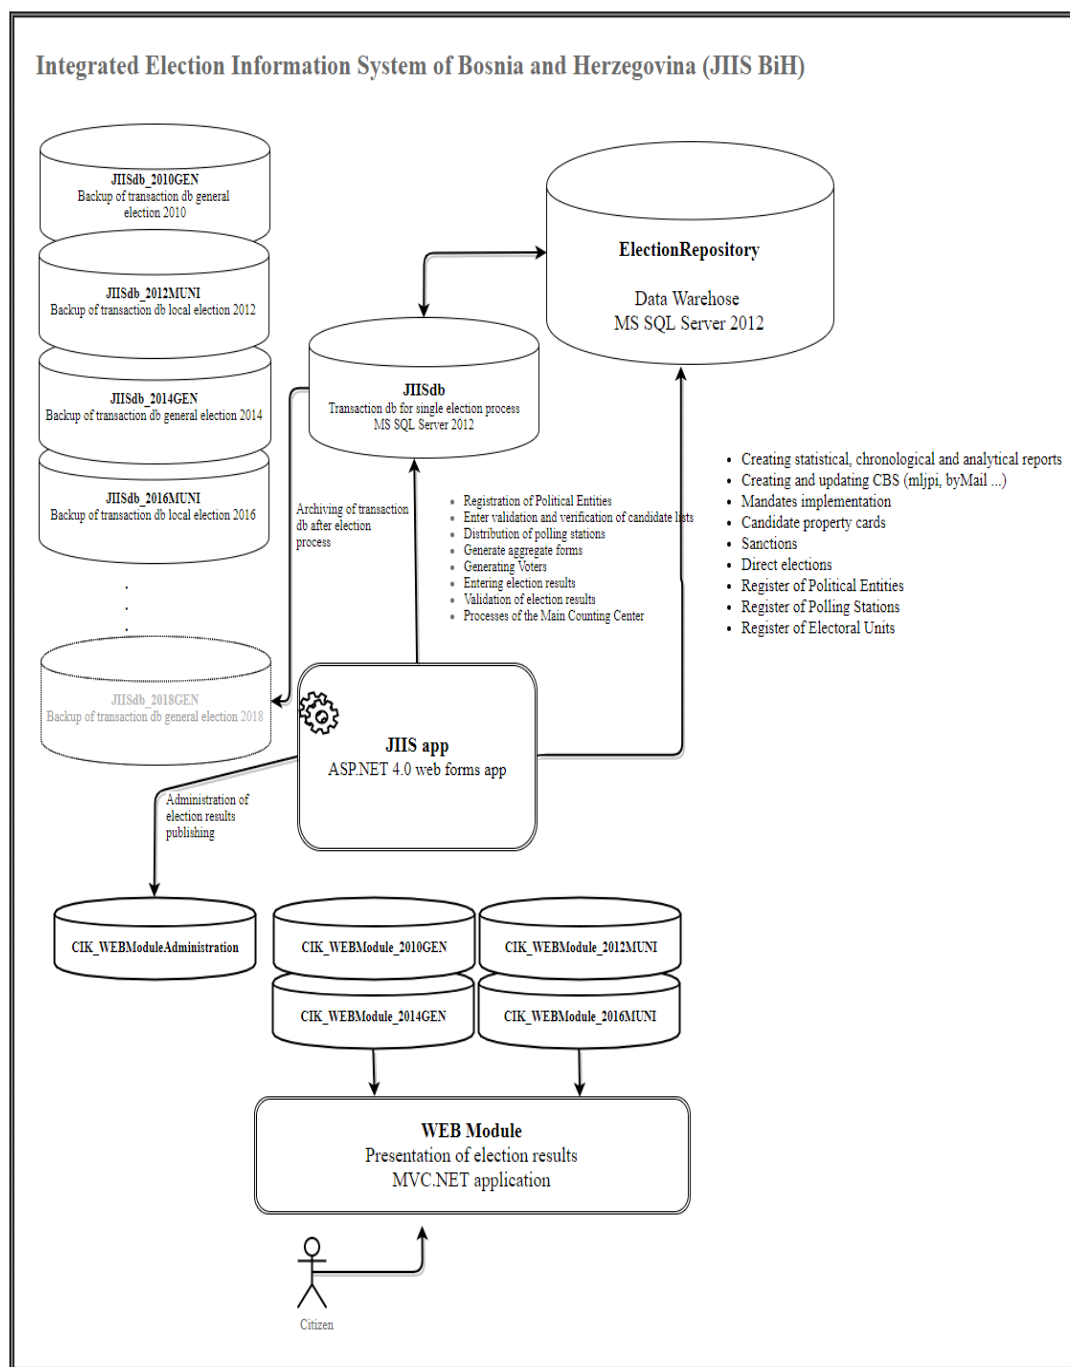 Integrated Election Information System of Bosnia and Herzegovina (JIIS BiH)
JIISdb_2010GEN
Backup of transaction db general
election 2010
JIISdb_2012MUNI
Backup of transaction db local election 2012
JIISdb_2014GEN
Backup of transaction db general election 2014
JIISdb_2016MUNI
Backup of transaction db local election 2016
.
.
.
JIISdb_2018GEN
Backup of transaction db general election 2018
ElectionRepository
Data Warehose
MS SQL Server 2012
JIISdb
Transaction db for single election process
MS SQL Server 2012
Archiving of transaction
db after election
process
• Registration of Political Entities
• Enter validation and verification of candidate lists
• Distribution of polling stations
• Generate aggregate forms
• Generating Voters
• Entering election results
• Validation of election results
• Processes of the Main Counting Center
• Creating statistical, chronological and analytical reports
• Creating and updating CBS (mljpi, byMail ...)
• Mandates implementation
• Candidate property cards
• Sanctions
• Direct elections
• Register of Political Entities
• Register of Polling Stations
• Register of Electoral Units
JIIS app
ASP.NET 4.0 web forms app
Administration of
election results
publishing
CIK_WEBModuleAdministration
CIK_WEBModule_2010GEN
CIK_WEBModule_2012MUNI
CIK_WEBModule_2014GEN
CIK_WEBModule_2016MUNI
WEB Module
Presentation of election results
MVC.NET application
Citizen